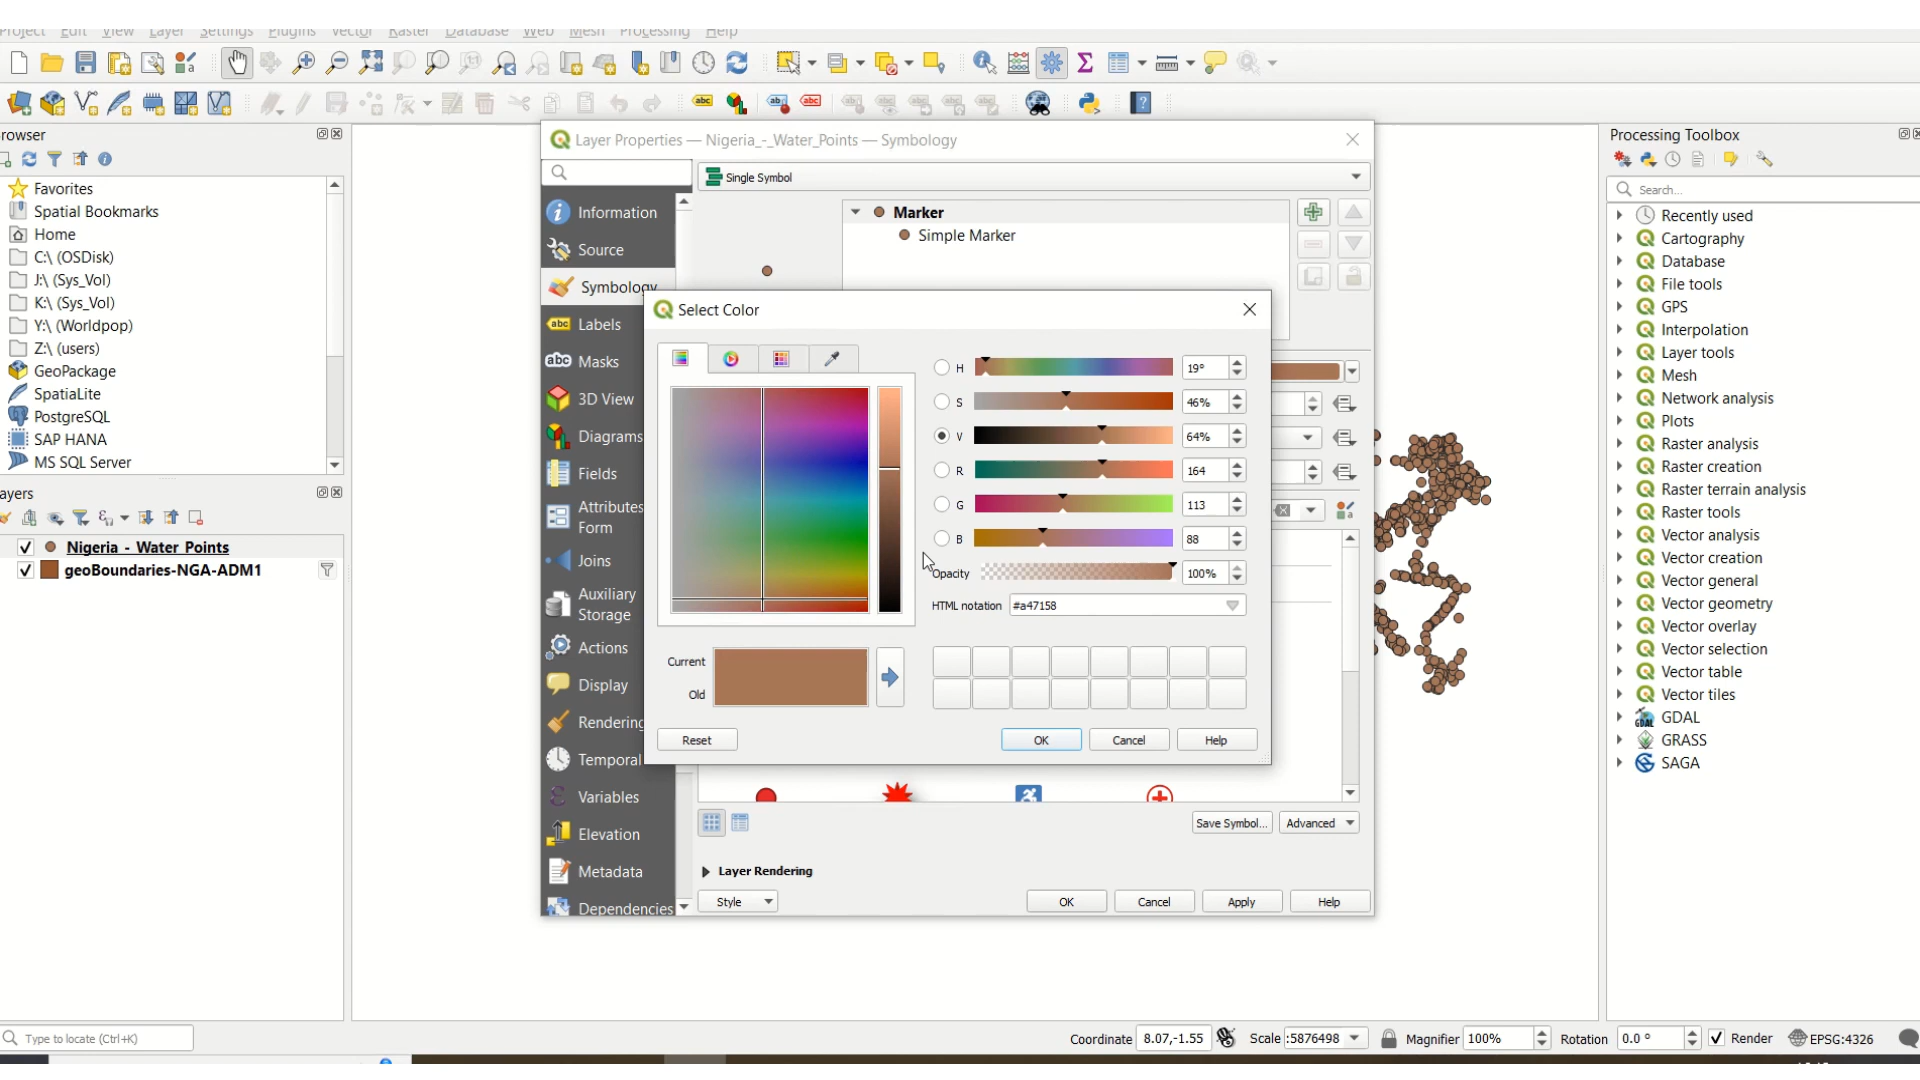 Project Edit View Layer Settings Plugins Vector Raster Database Web Mesh Processing Help
rowser
Favorites
Spatial Bookmarks
Home
C:\ (OSDisk)
J:\ (Sys_Vol)
K:\ (Sys_Vol)
Y:\ (Worldpop)
Z:\ (users)
GeoPackage
SpatiaLite
PostgreSQL
SAP HANA
MS SQL Server
ayers
Nigeria - Water_Points
geoBoundaries-NGA-ADM1
Type to locate (Ctrl+K)
Layer Properties — Nigeria_-_Water_Points — Symbology
Single Symbol
Information
Source
Symbology
Labels
abc Masks
3D View
Diagrams
Fields
Attributes
Form
Joins
Auxiliary
Storage
Actions
Display
Rendering
Temporal
Variables
Elevation
Metadata
Dependencies
Marker
Simple Marker
Select Color
H 19°
S 46%
V 64%
R 164
G 113
B 88
Opacity 100%
HTML notation #a47158
Current
Old
Reset
OK Cancel Help
Save Symbol... Advanced
Layer Rendering
Style
OK Cancel Apply Help
Processing Toolbox
Search...
Recently used
Cartography
Database
File tools
GPS
Interpolation
Layer tools
Mesh
Network analysis
Plots
Raster analysis
Raster creation
Raster terrain analysis
Raster tools
Vector analysis
Vector creation
Vector general
Vector geometry
Vector overlay
Vector selection
Vector table
Vector tiles
GDAL
GRASS
SAGA
Coordinate 8.07,-1.55 Scale :5876498 Magnifier 100% Rotation 0.0 ° Render EPSG:4326